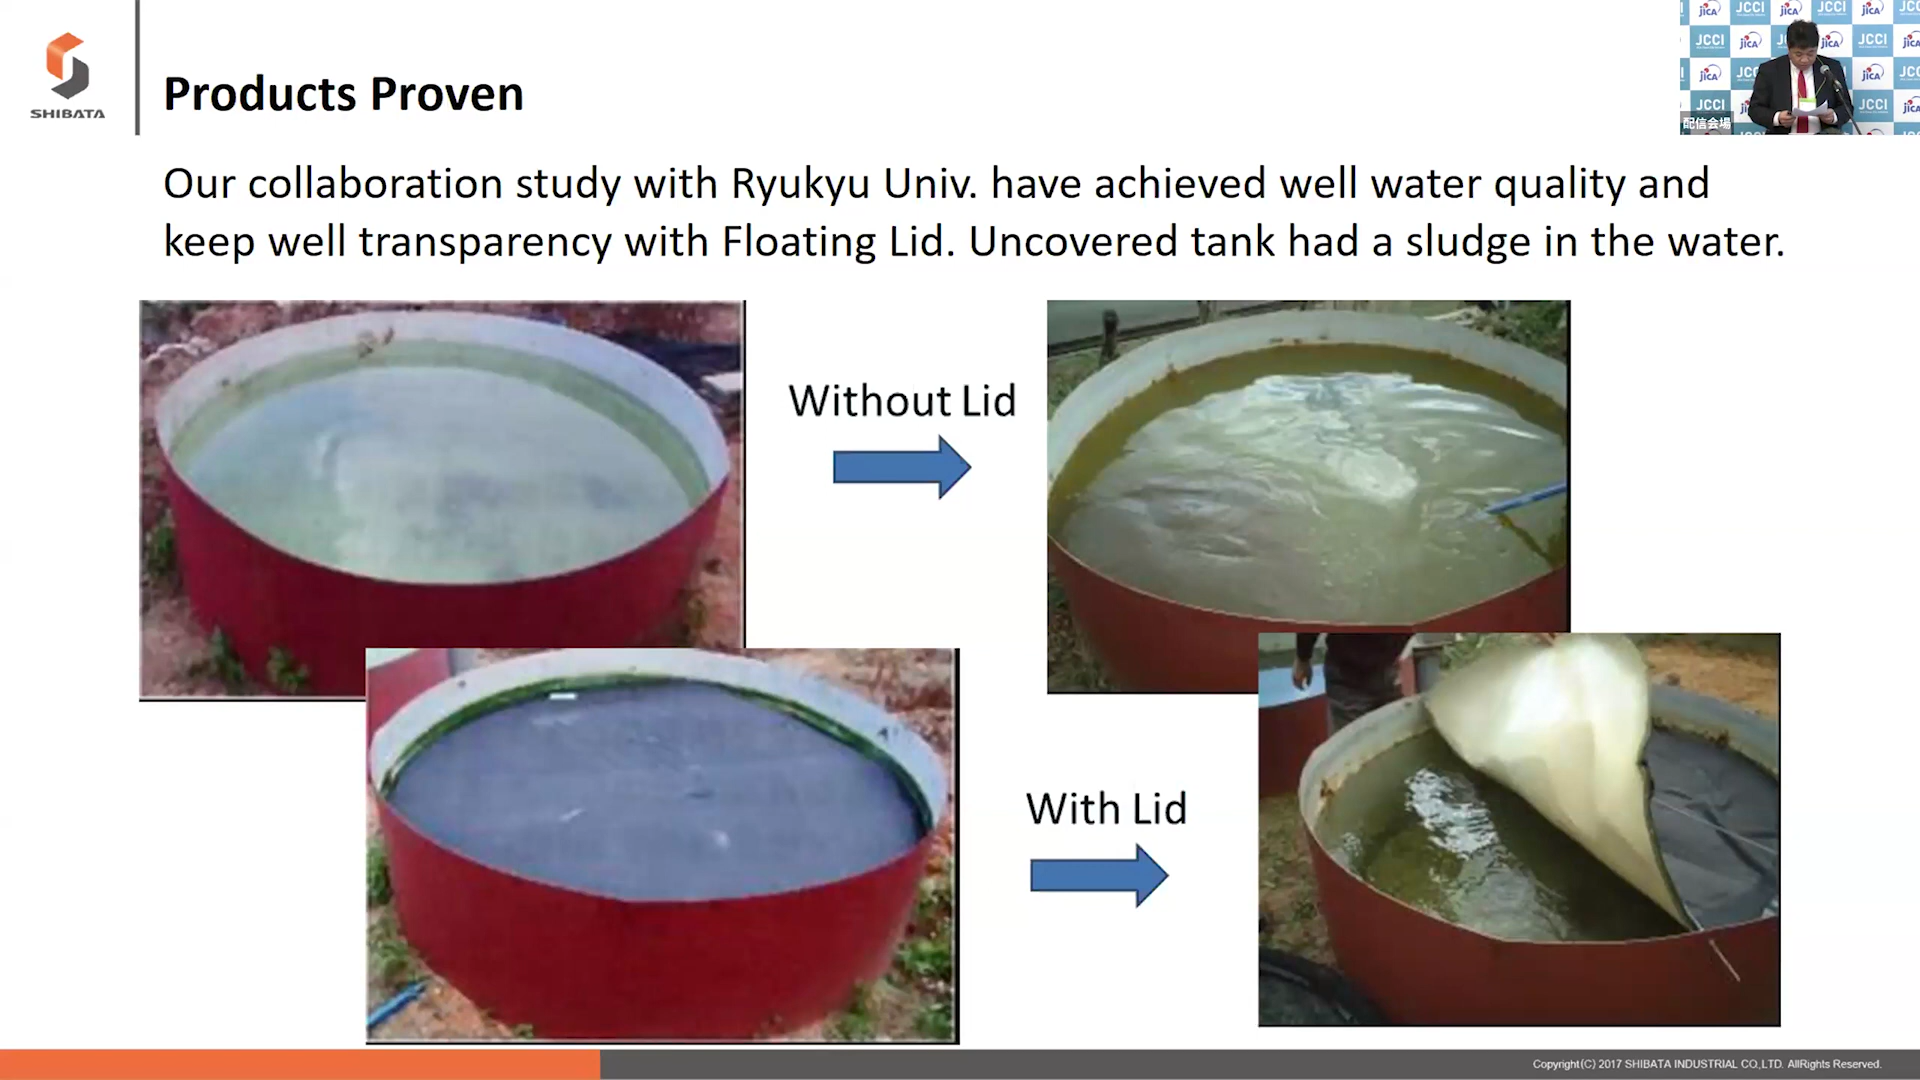 SHIBATA
Products Proven
JCCI
JICA
配信会場
Our collaboration study with Ryukyu Univ. have achieved well water quality and
keep well transparency with Floating Lid. Uncovered tank had a sludge in the water.
Without Lid
With Lid
Copyright(C) 2017 SHIBATA INDUSTRIAL CO,.LTD. AllRights Reserved.